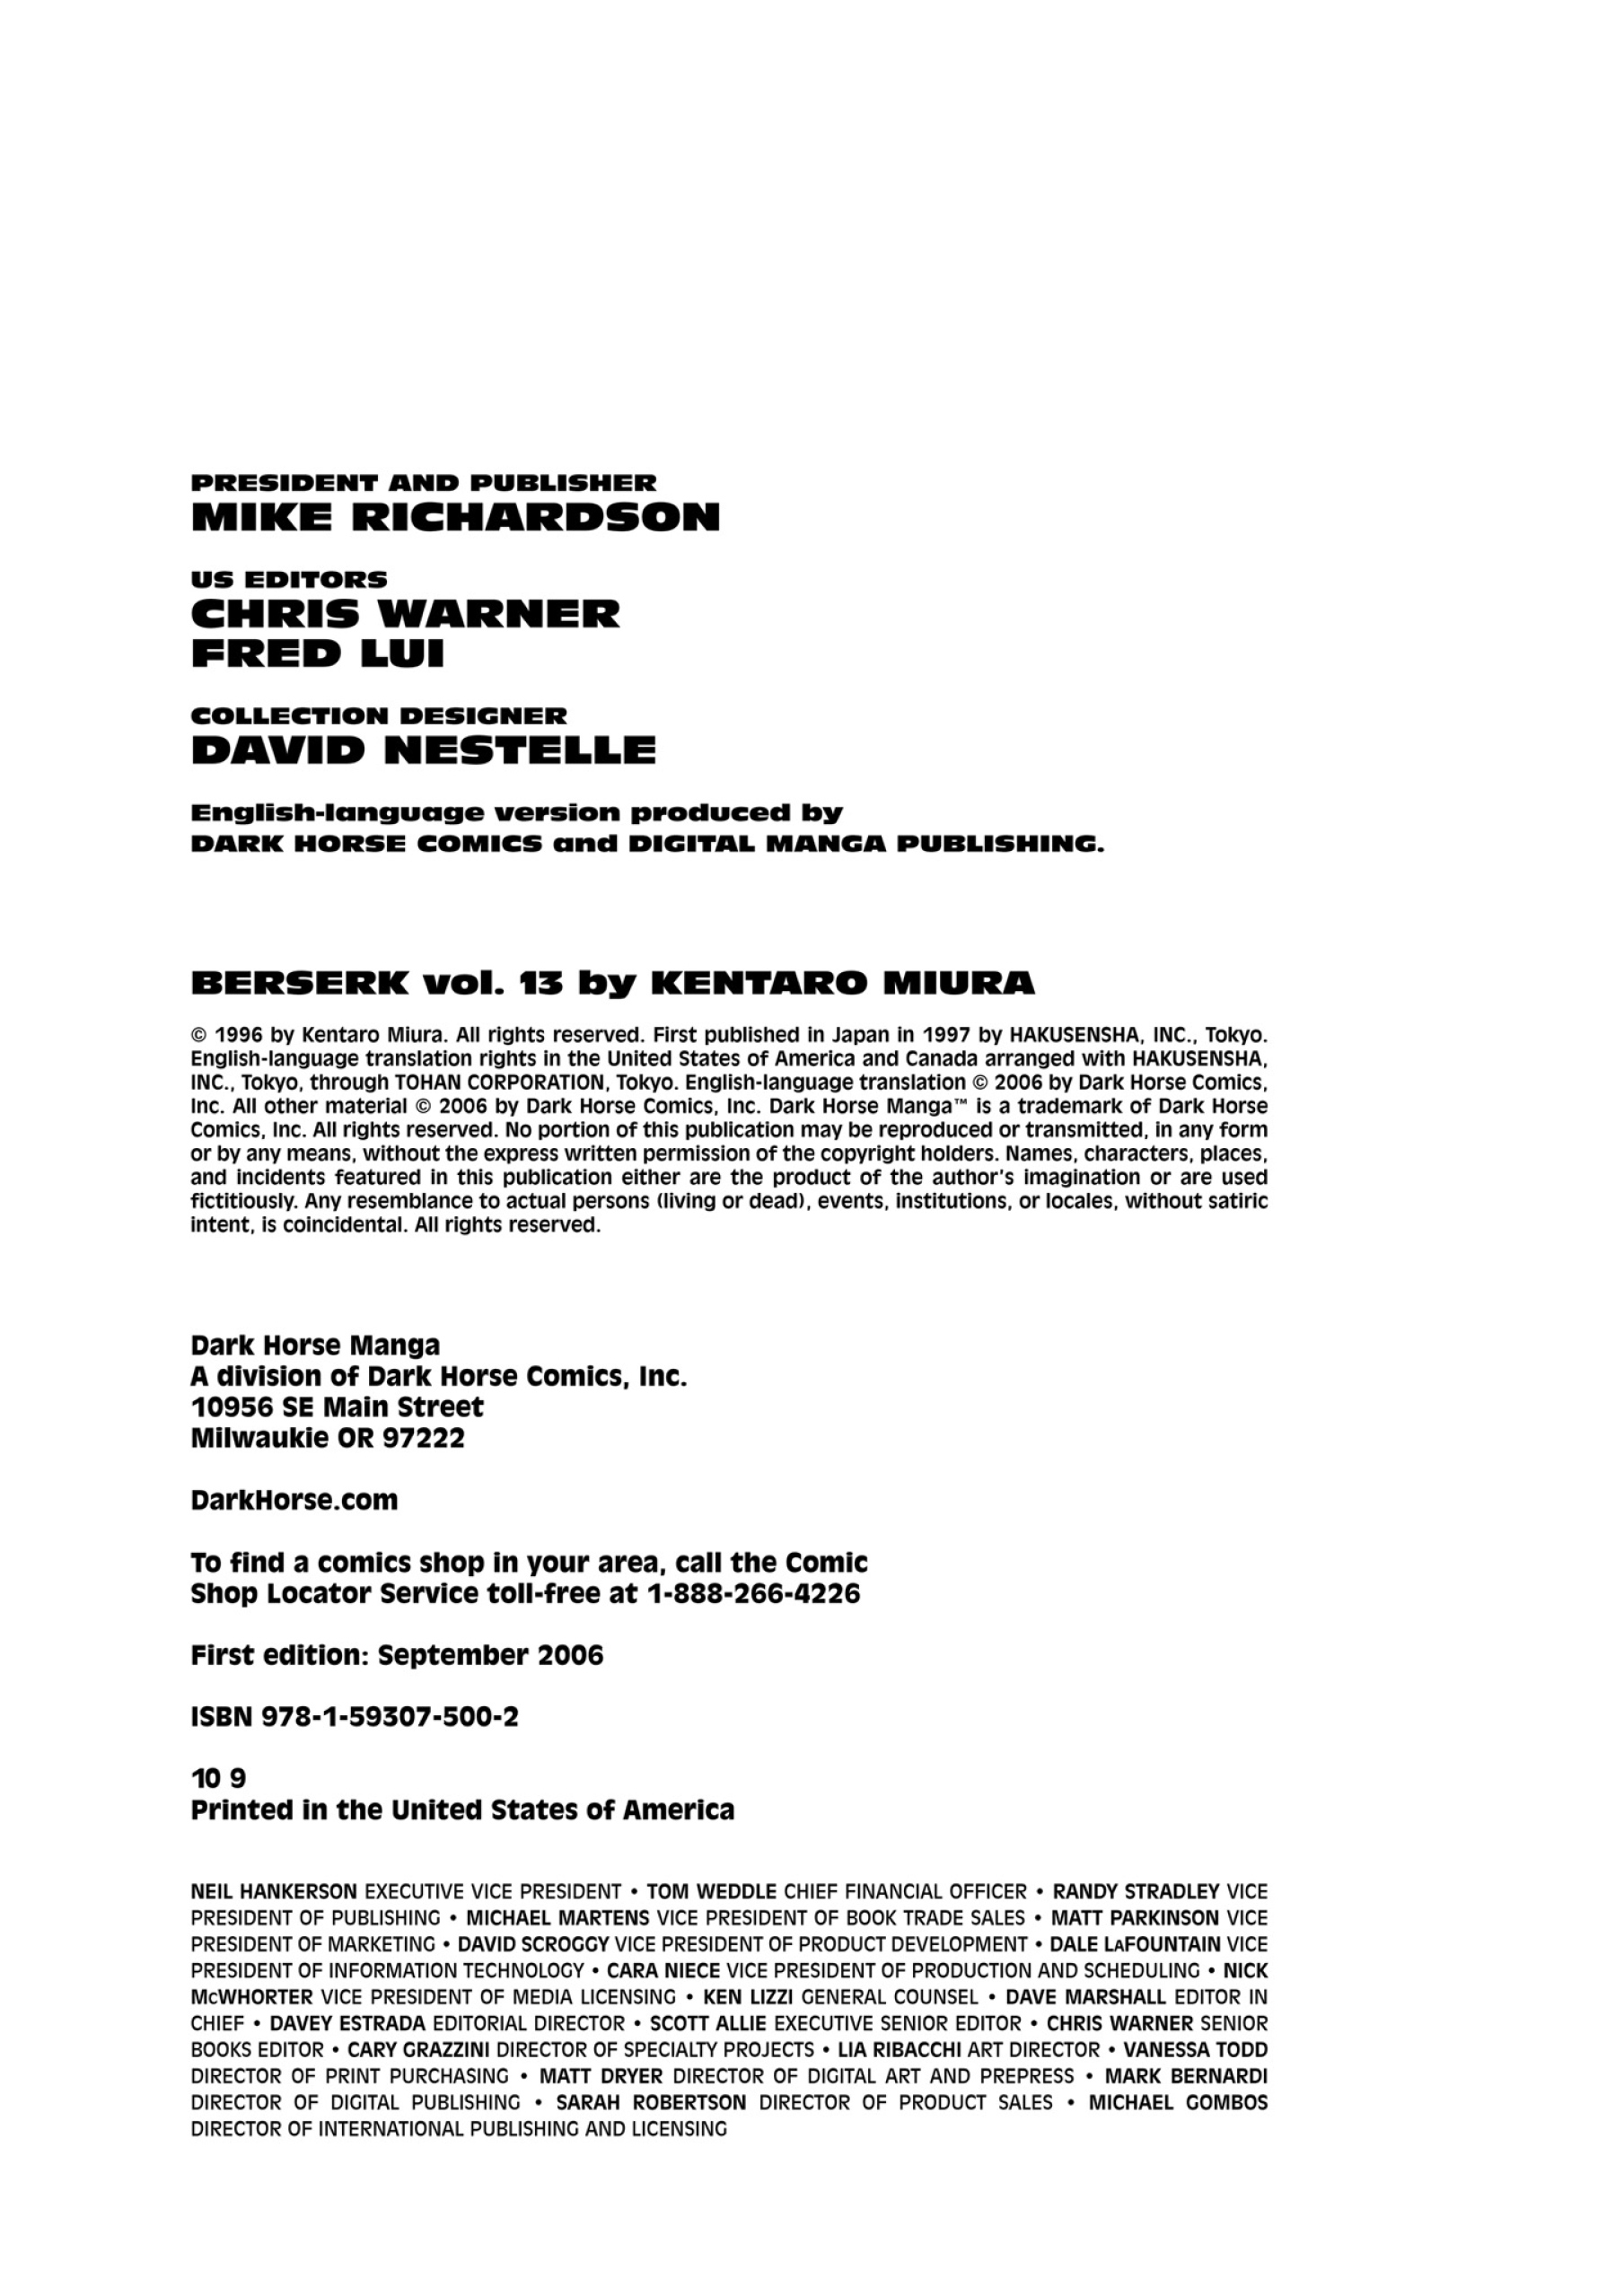 PRESIDENT AND PUBLISHER
MIKE RICHARDSON
US EDITORS
CHRIS WARNER
FRED LUI
COLLECTION DESIGNER
DAVID NESTELLE
English-language version produced by
DARK HORSE COMICS and DIGITAL MANGA PUBLISHING.
BERSERK vol. 13 by KENTARO MIURA
© 1996 by Kentaro Miura. All rights reserved. First published in Japan in 1997 by HAKUSENSHA, INC., Tokyo.
English-language translation rights in the United States of America and Canada arranged with HAKUSENSHA,
INC., Tokyo, through TOHAN CORPORATION, Tokyo. English-language translation © 2006 by Dark Horse Comics,
Inc. All other material © 2006 by Dark Horse Comics, Inc. Dark Horse Manga™ is a trademark of Dark Horse
Comics, Inc. All rights reserved. No portion of this publication may be reproduced or transmitted, in any form
or by any means, without the express written permission of the copyright holders. Names, characters, places,
and incidents featured in this publication either are the product of the author's imagination or are used
fictitiously. Any resemblance to actual persons (living or dead), events, institutions, or locales, without satiric
intent, is coincidental. All rights reserved.
Dark Horse Manga
A division of Dark Horse Comics, Inc.
10956 SE Main Street
Milwaukie OR 97222
DarkHorse.com
To find a comics shop in your area, call the Comic
Shop Locator Service toll-free at 1-888-266-4226
First edition: September 2006
ISBN 978-1-59307-500-2
10 9
Printed in the United States of America
NEIL HANKERSON EXECUTIVE VICE PRESIDENT • TOM WEDDLE CHIEF FINANCIAL OFFICER • RANDY STRADLEY VICE
PRESIDENT OF PUBLISHING • MICHAEL MARTENS VICE PRESIDENT OF BOOK TRADE SALES • MATT PARKINSON VICE
PRESIDENT OF MARKETING • DAVID SCROGGY VICE PRESIDENT OF PRODUCT DEVELOPMENT • DALE LAFOUNTAIN VICE
PRESIDENT OF INFORMATION TECHNOLOGY • CARA NIECE VICE PRESIDENT OF PRODUCTION AND SCHEDULING • NICK
McWHORTER VICE PRESIDENT OF MEDIA LICENSING • KEN LIZZI GENERAL COUNSEL • DAVE MARSHALL EDITOR IN
CHIEF • DAVEY ESTRADA EDITORIAL DIRECTOR • SCOTT ALLIE EXECUTIVE SENIOR EDITOR • CHRIS WARNER SENIOR
BOOKS EDITOR • CARY GRAZZINI DIRECTOR OF SPECIALTY PROJECTS • LIA RIBACCHI ART DIRECTOR • VANESSA TODD
DIRECTOR OF PRINT PURCHASING • MATT DRYER DIRECTOR OF DIGITAL ART AND PREPRESS • MARK BERNARDI
DIRECTOR OF DIGITAL PUBLISHING • SARAH ROBERTSON DIRECTOR OF PRODUCT SALES • MICHAEL GOMBOS
DIRECTOR OF INTERNATIONAL PUBLISHING AND LICENSING